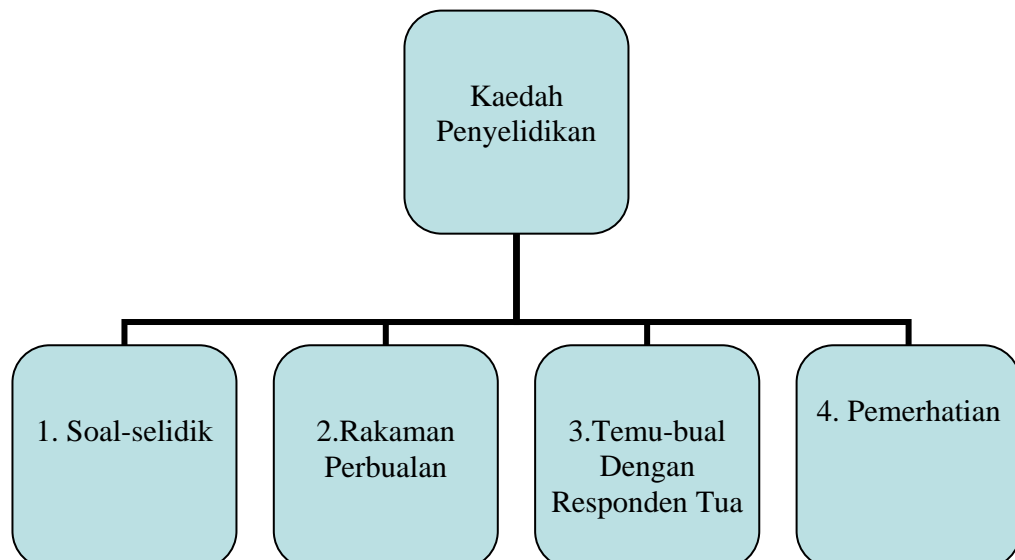 Kaedah
Penyelidikan
1. Soal-selidik
2.Rakaman
Perbualan
3.Temu-bual
Dengan
Responden Tua
4. Pemerhatian